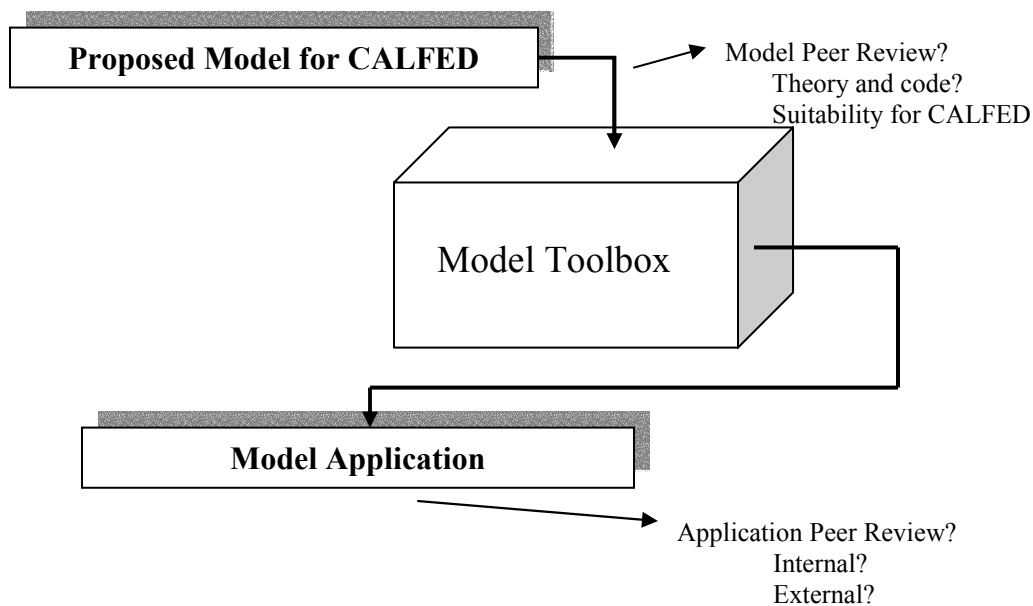 Proposed Model for CALFED
Model Peer Review?
Theory and code?
Suitability for CALFED
Model Toolbox
Model Application
Application Peer Review?
Internal?
External?